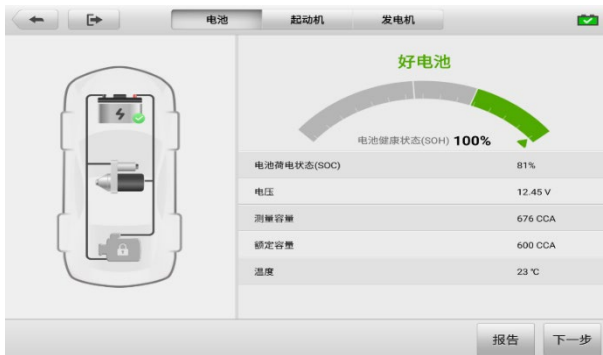 电池 起动机 发电机
好电池
电池健康状态(SOH) 100%
电池荷电状态(SOC) 81%
电压 12.45 V
测量容量 676 CCA
额定容量 600 CCA
温度 23 ℃
报告 下一步